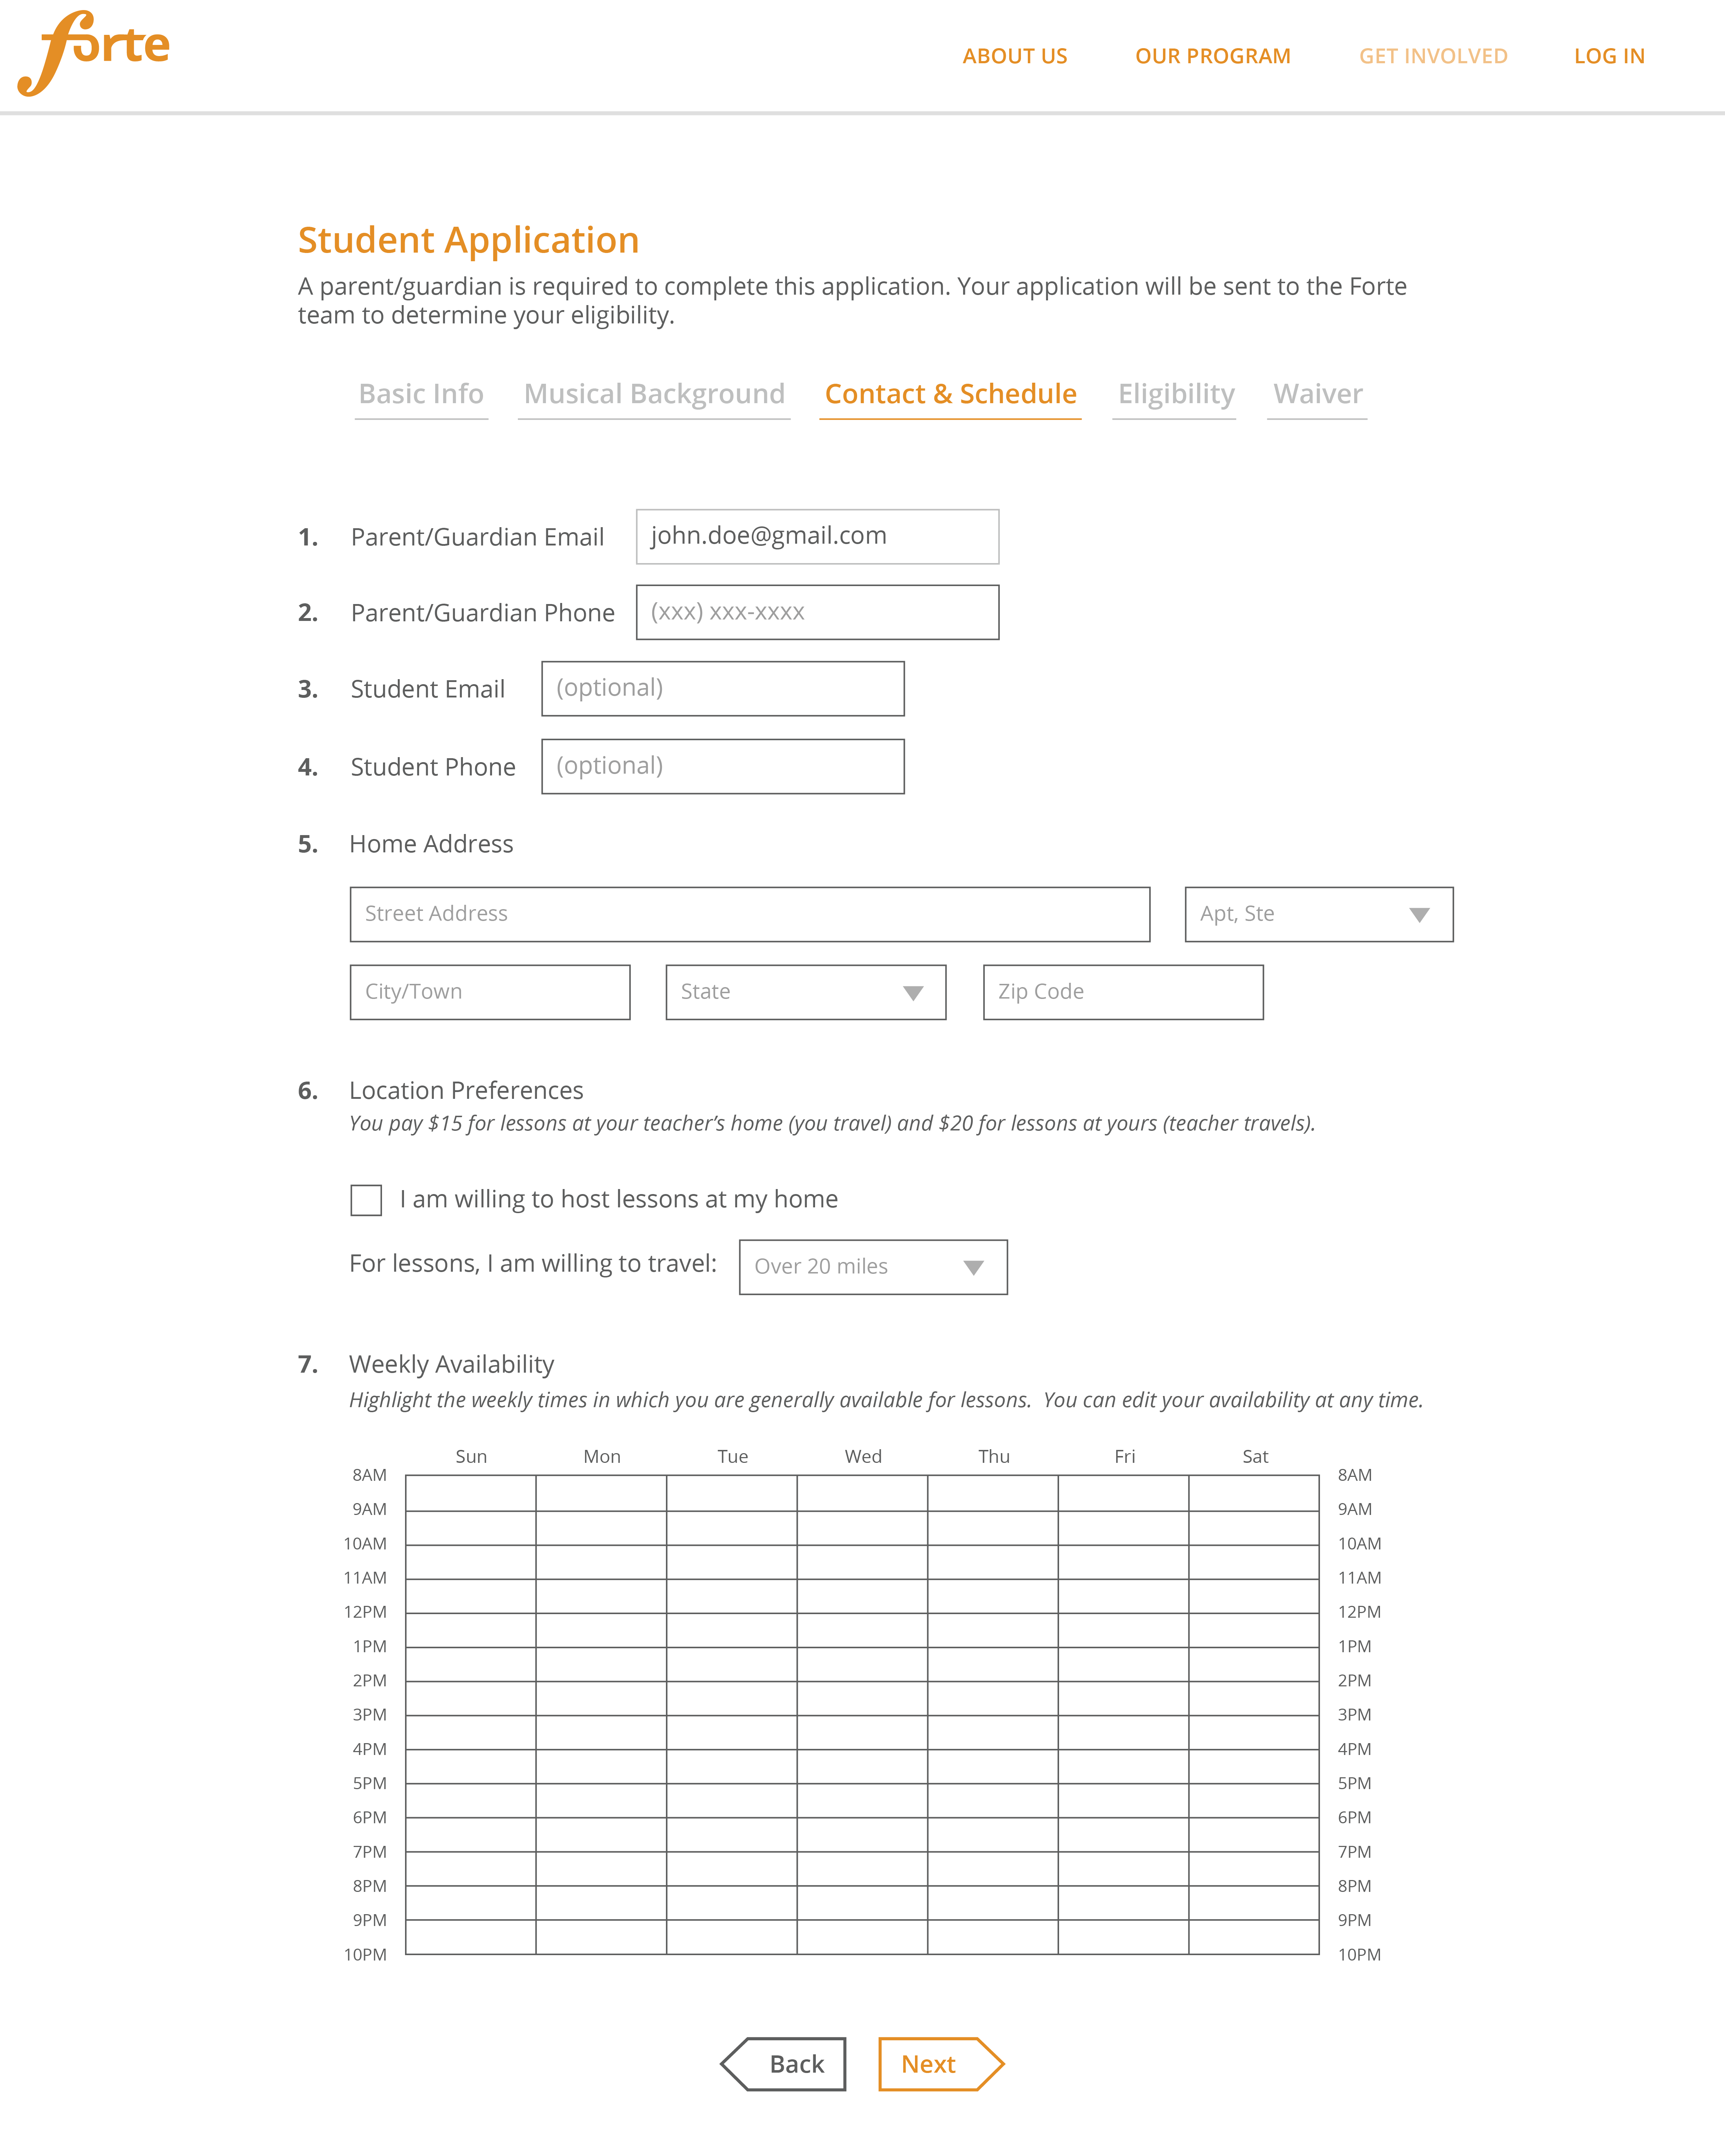 forte
ABOUT US OUR PROGRAM GET INVOLVED LOG IN
Student Application
A parent/guardian is required to complete this application. Your application will be sent to the Forte
team to determine your eligibility.
Basic Info Musical Background Contact & Schedule Eligibility Waiver
1. Parent/Guardian Email john.doe@gmail.com
2. Parent/Guardian Phone (xxx) xxx-xxxx
3. Student Email (optional)
4. Student Phone (optional)
5. Home Address
Street Address Apt, Ste
City/Town State Zip Code
6. Location Preferences
You pay $15 for lessons at your teacher’s home (you travel) and $20 for lessons at yours (teacher travels).
I am willing to host lessons at my home
For lessons, I am willing to travel: Over 20 miles
7. Weekly Availability
Highlight the weekly times in which you are generally available for lessons.  You can edit your availability at any time.
Sun Mon Tue Wed Thu Fri Sat
8AM 8AM
9AM 9AM
10AM 10AM
11AM 11AM
12PM 12PM
1PM 1PM
2PM 2PM
3PM 3PM
4PM 4PM
5PM 5PM
6PM 6PM
7PM 7PM
8PM 8PM
9PM 9PM
10PM 10PM
Back Next